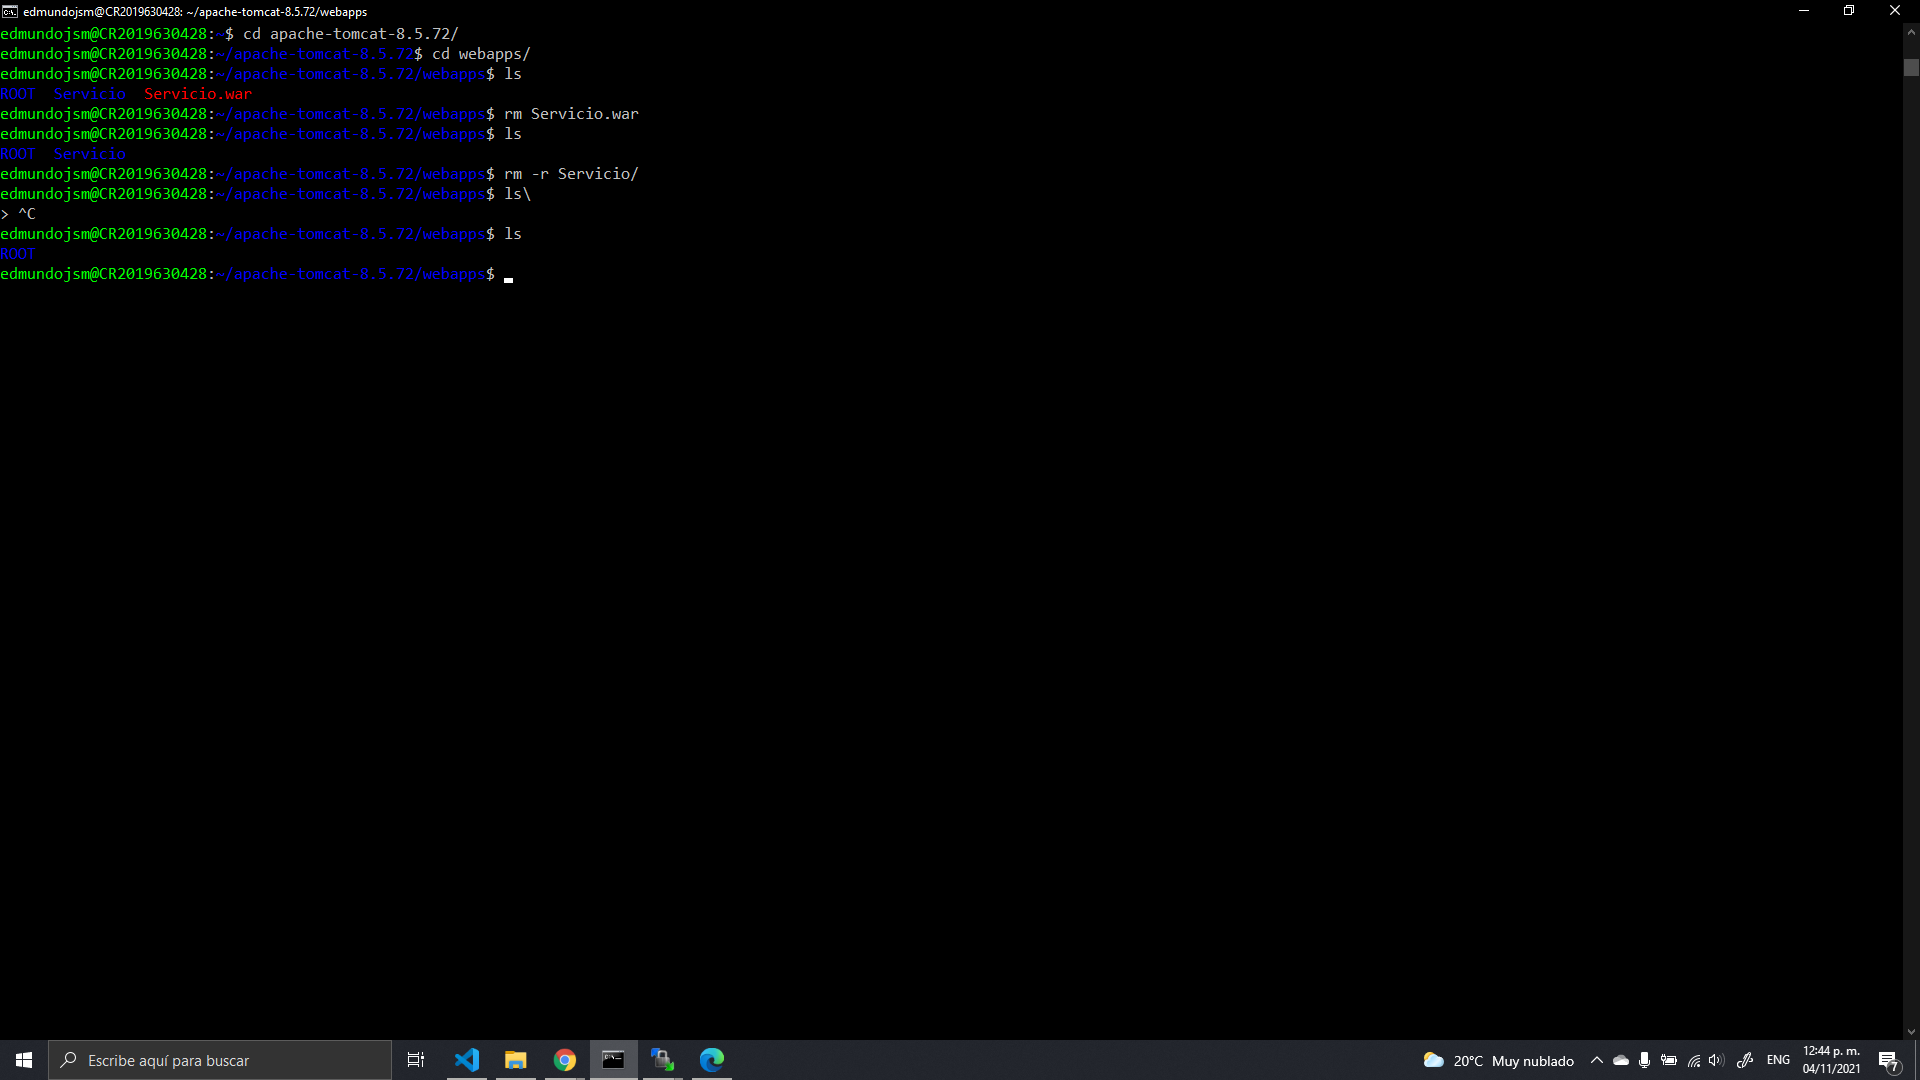 edmundojsm@CR2019630428: ~/apache-tomcat-8.5.72/webapps
edmundojsm@CR2019630428:~$ cd apache-tomcat-8.5.72/
edmundojsm@CR2019630428:~/apache-tomcat-8.5.72$ cd webapps/
edmundojsm@CR2019630428:~/apache-tomcat-8.5.72/webapps$ ls
ROOT  Servicio  Servicio.war
edmundojsm@CR2019630428:~/apache-tomcat-8.5.72/webapps$ rm Servicio.war
edmundojsm@CR2019630428:~/apache-tomcat-8.5.72/webapps$ ls
ROOT  Servicio
edmundojsm@CR2019630428:~/apache-tomcat-8.5.72/webapps$ rm -r Servicio/
edmundojsm@CR2019630428:~/apache-tomcat-8.5.72/webapps$ ls\
> ^C
edmundojsm@CR2019630428:~/apache-tomcat-8.5.72/webapps$ ls
ROOT
edmundojsm@CR2019630428:~/apache-tomcat-8.5.72/webapps$
Escribe aquí para buscar
20°C Muy nublado
ENG
12:44 p. m.
04/11/2021
7